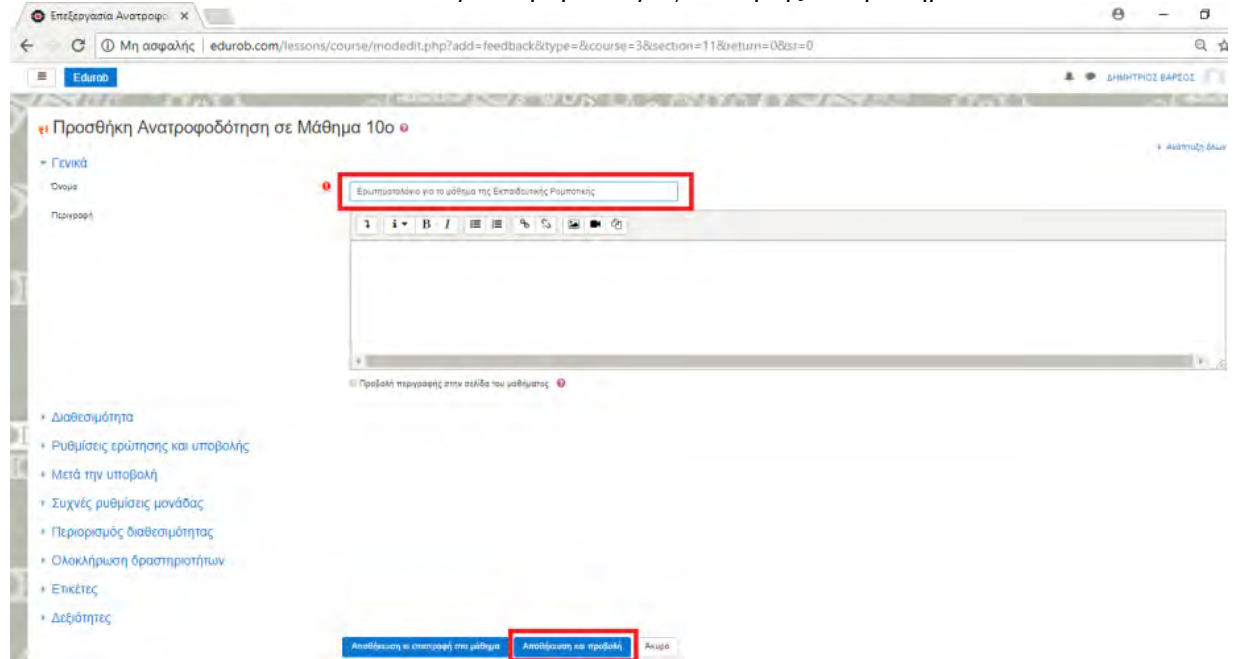 Επεξεργασία Ανατροφο
Μη ασφαλής | edurob.com/lessons/course/modedit.php?add=feedback&type=&course=3&section=11&return=0&sr=0
Edurob
ΔΗΜΗΤΡΙΟΣ ΒΑΡΣΟΣ
Προσθήκη Ανατροφοδότηση σε Μάθημα 10ο
Ανάπτυξη όλων
Γενικά
Όνομα
Ερωτηματολόγιο για το μάθημα της Εκπαιδευτικής Ρομποτικής
Περιγραφή
Προβολή περιγραφής στην σελίδα του μαθήματος
Διαθεσιμότητα
Ρυθμίσεις ερώτησης και υποβολής
Μετά την υποβολή
Συχνές ρυθμίσεις μονάδας
Περιορισμός διαθεσιμότητας
Ολοκλήρωση δραστηριοτήτων
Ετικέτες
Δεξιότητες
Αποθήκευση κι επιστροφή στο μάθημα Αποθήκευση και προβολή Άκυρο